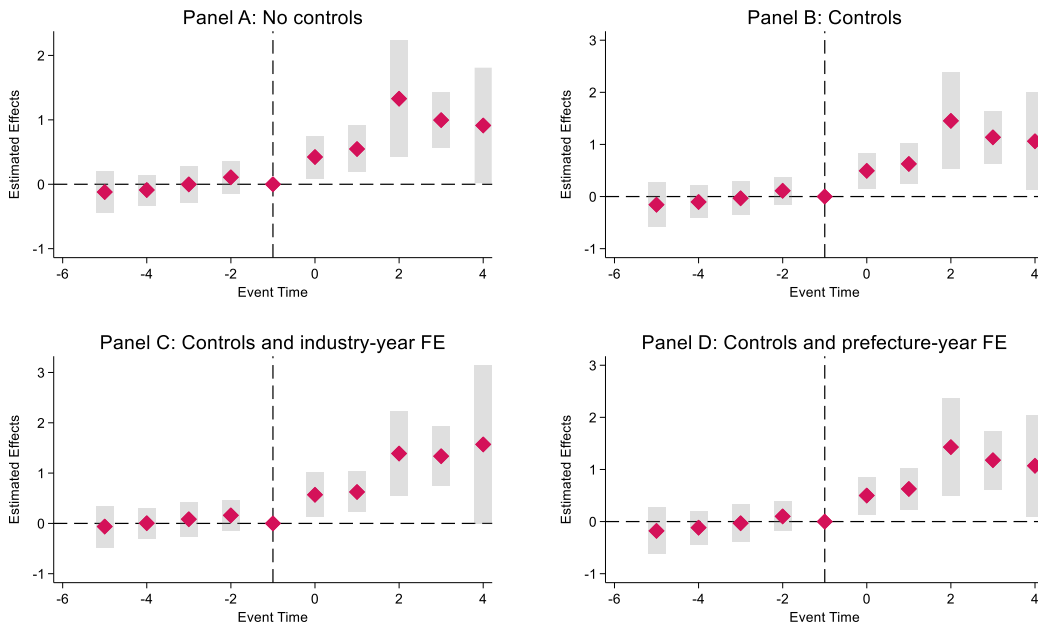 Panel A: No controls
Estimated Effects
2
1
0
-1
-6 -4 -2 0 2 4
Event Time
Panel B: Controls
Estimated Effects
3
2
1
0
-1
-6 -4 -2 0 2 4
Event Time
Panel C: Controls and industry-year FE
Estimated Effects
3
2
1
0
-1
-6 -4 -2 0 2 4
Event Time
Panel D: Controls and prefecture-year FE
Estimated Effects
3
2
1
0
-1
-6 -4 -2 0 2 4
Event Time